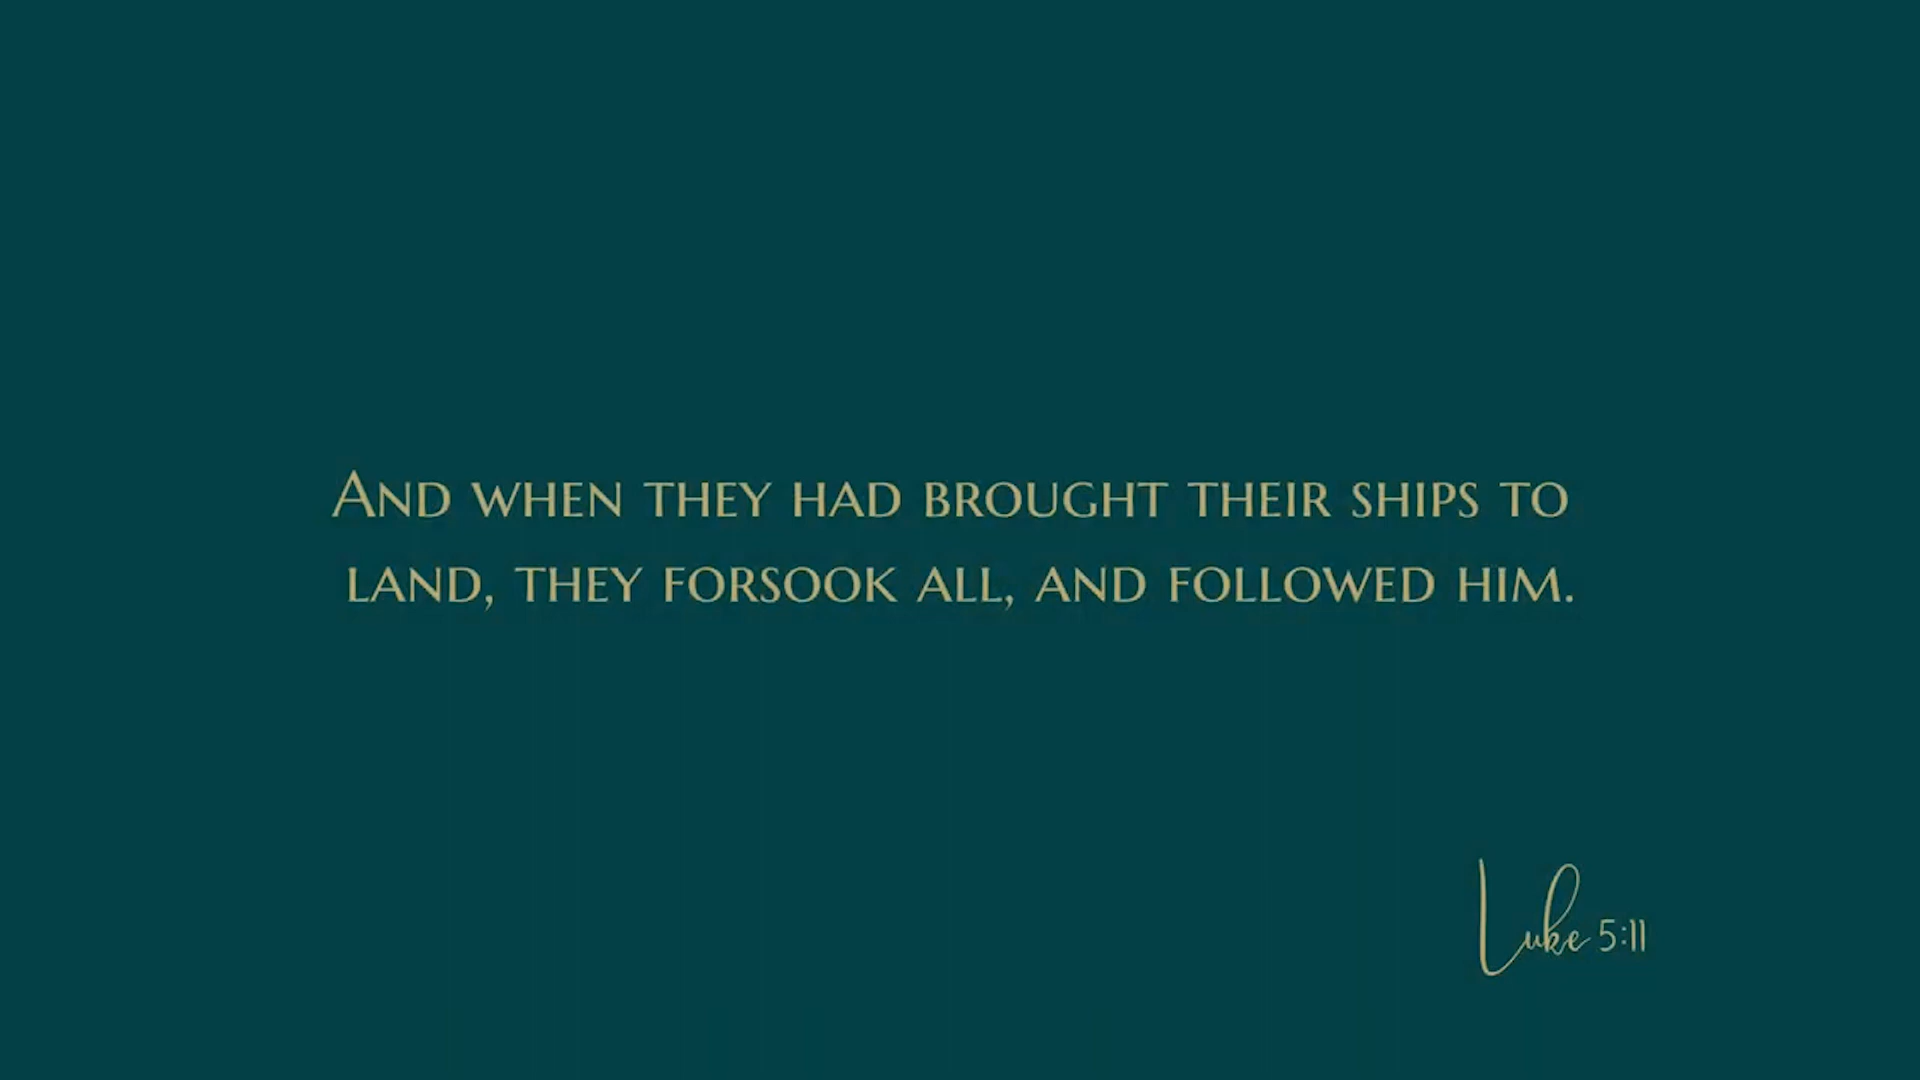 And when they had brought their ships to
land, they forsook all, and followed him.
Luke 5:11